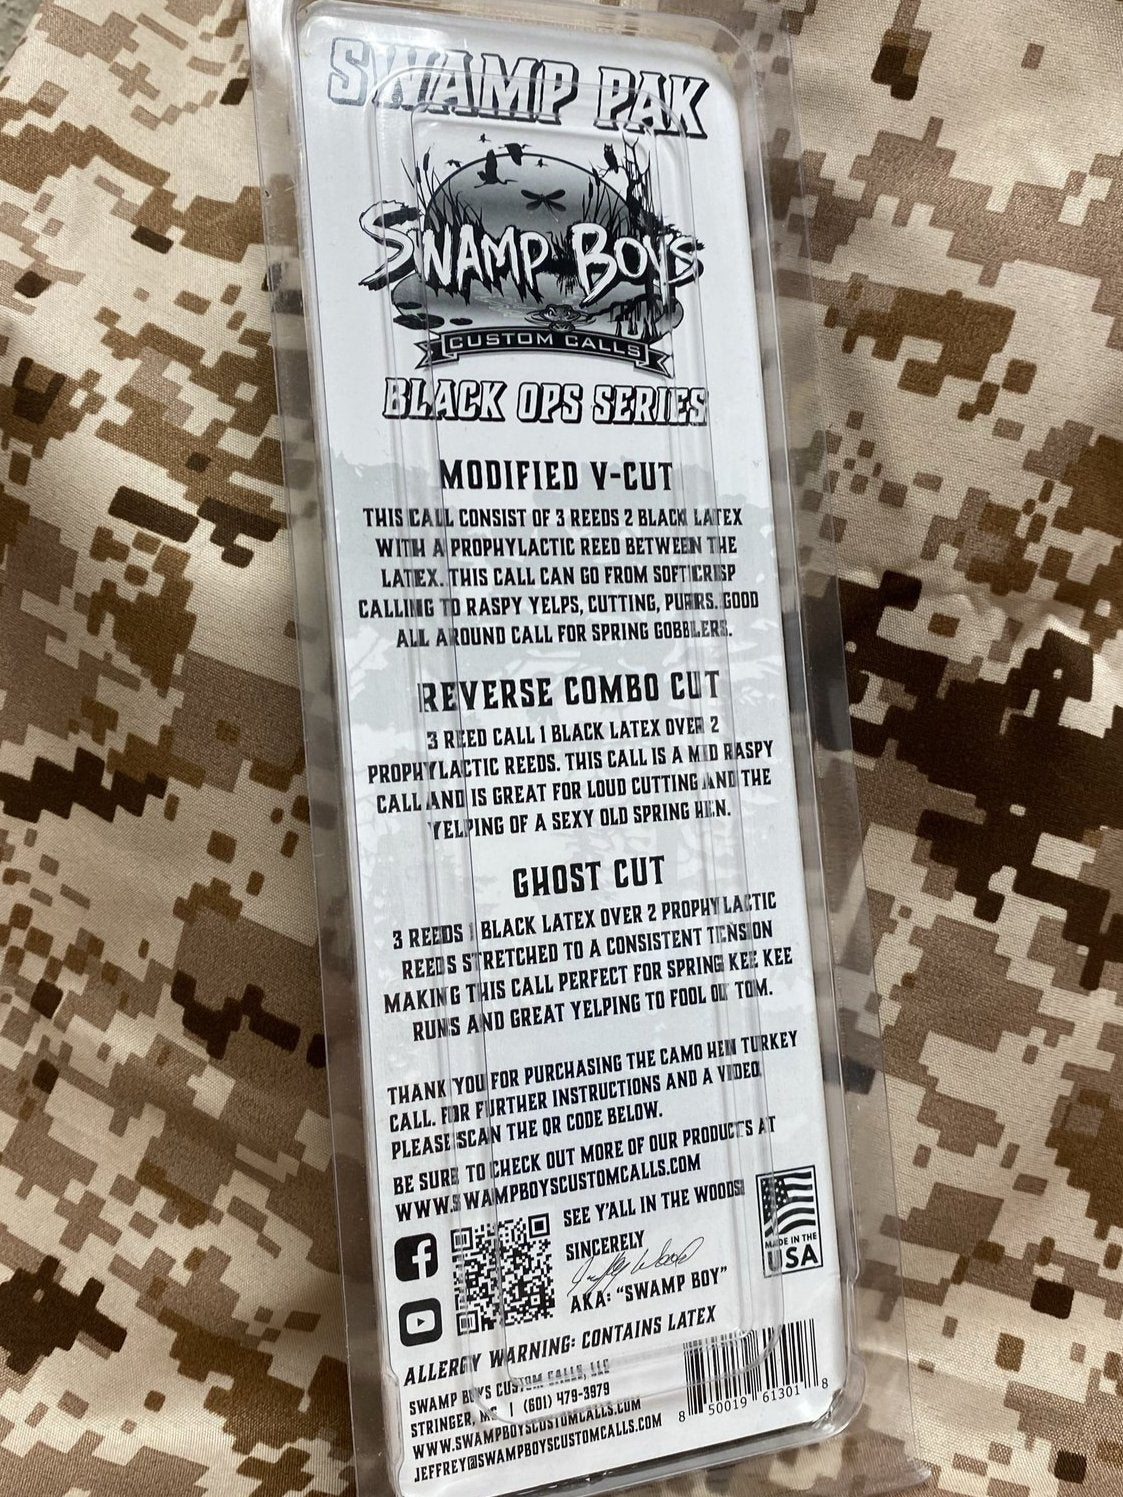 SWAMP PAK
SWAMP BOYS
CUSTOM CALLS
BLACK OPS SERIES
MODIFIED V-CUT
THIS CALL CONSIST OF 3 REEDS 2 BLACK LATEX
WITH A PROPHYLACTIC REED BETWEEN THE
LATEX. THIS CALL CAN GO FROM SOFT CRISP
CALLING TO RASPY YELPS, CUTTING, PURRS. GOOD
ALL AROUND CALL FOR SPRING GOBBLERS.
REVERSE COMBO CUT
3 REED CALL 1 BLACK LATEX OVER 2
PROPHYLACTIC REEDS. THIS CALL IS A MID RASPY
CALL AND IS GREAT FOR LOUD CUTTING AND THE
YELPING OF A SEXY OLD SPRING HEN.
GHOST CUT
3 REEDS 1 BLACK LATEX OVER 2 PROPHYLACTIC
REEDS STRETCHED TO A CONSISTENT TENSION
MAKING THIS CALL PERFECT FOR SPRING KEE KEE
RUNS AND GREAT YELPING TO FOOL OL' TOM.
THANK YOU FOR PURCHASING THE CAMO HEN TURKEY
CALL. FOR FURTHER INSTRUCTIONS AND A VIDEO
PLEASE SCAN THE QR CODE BELOW.
BE SURE TO CHECK OUT MORE OF OUR PRODUCTS AT
WWW.SWAMPBOYSCUSTOMCALLS.COM
SEE Y'ALL IN THE WOODS!
SINCERELY
AKA: "SWAMP BOY"
MADE IN THE
USA
ALLERGY WARNING: CONTAINS LATEX
SWAMP BOYS CUSTOM CALLS, LLC
STRINGER, MS | (601) 479-3979
WWW.SWAMPBOYSCUSTOMCALLS.COM
JEFFREY@SWAMPBOYSCUSTOMCALLS.COM
8 50019 61301 8